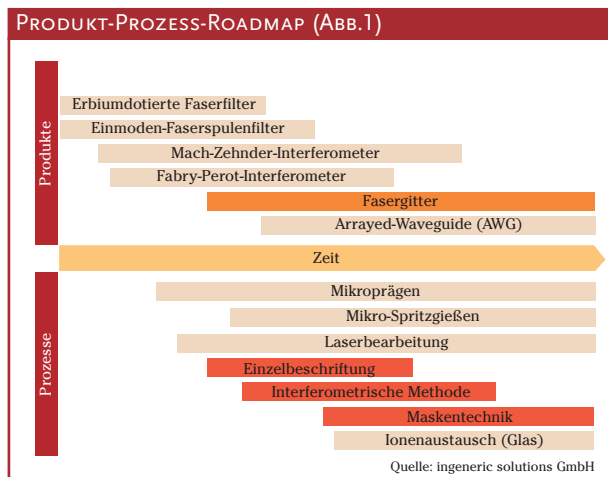 PRODUKT-PROZESS-ROADMAP (ABB.1)
Produkte
Erbiumdotierte Faserfilter
Einmoden-Faserspulenfilter
Mach-Zehnder-Interferometer
Fabry-Perot-Interferometer
Fasergitter
Arrayed-Waveguide (AWG)
Zeit
Prozesse
Mikroprägen
Mikro-Spritzgießen
Laserbearbeitung
Einzelbeschriftung
Interferometrische Methode
Maskentechnik
Ionenaustausch (Glas)
Quelle: ingeneric solutions GmbH